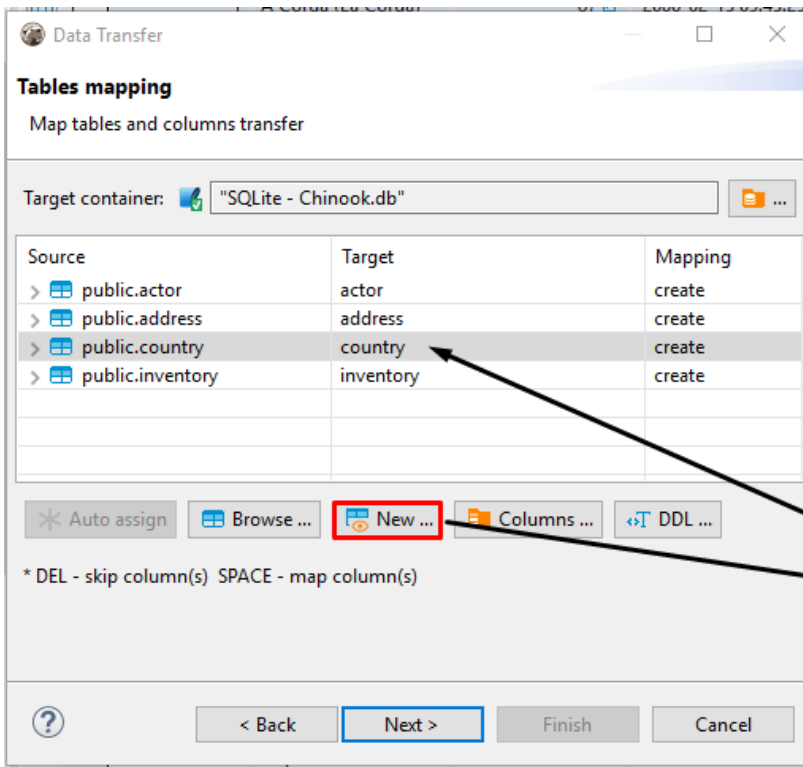 Data Transfer
Tables mapping
Map tables and columns transfer
Target container: "SQLite - Chinook.db" ...
Source Target Mapping
public.actor actor create
public.address address create
public.country country create
public.inventory inventory create
Auto assign Browse ... New ... Columns ... DDL ...
* DEL - skip column(s) SPACE - map column(s)
< Back Next > Finish Cancel